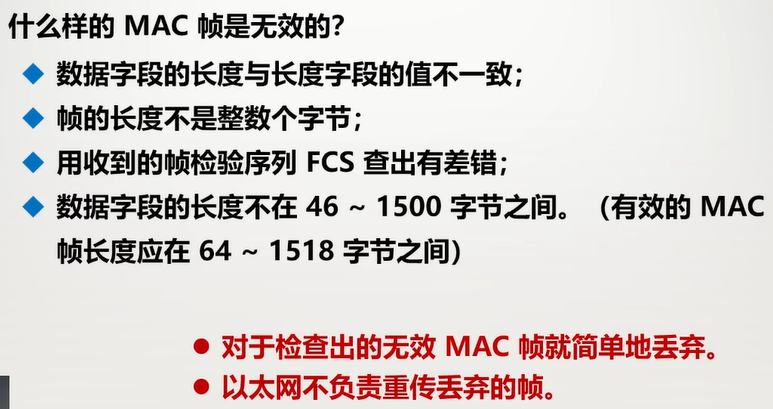 什么样的 MAC 帧是无效的？
数据字段的长度与长度字段的值不一致；
帧的长度不是整数个字节；
用收到的帧检验序列 FCS 查出有差错；
数据字段的长度不在 46 ~ 1500 字节之间。（有效的 MAC
帧长度应在 64 ~ 1518 字节之间）
对于检查出的无效 MAC 帧就简单地丢弃。
以太网不负责重传丢弃的帧。